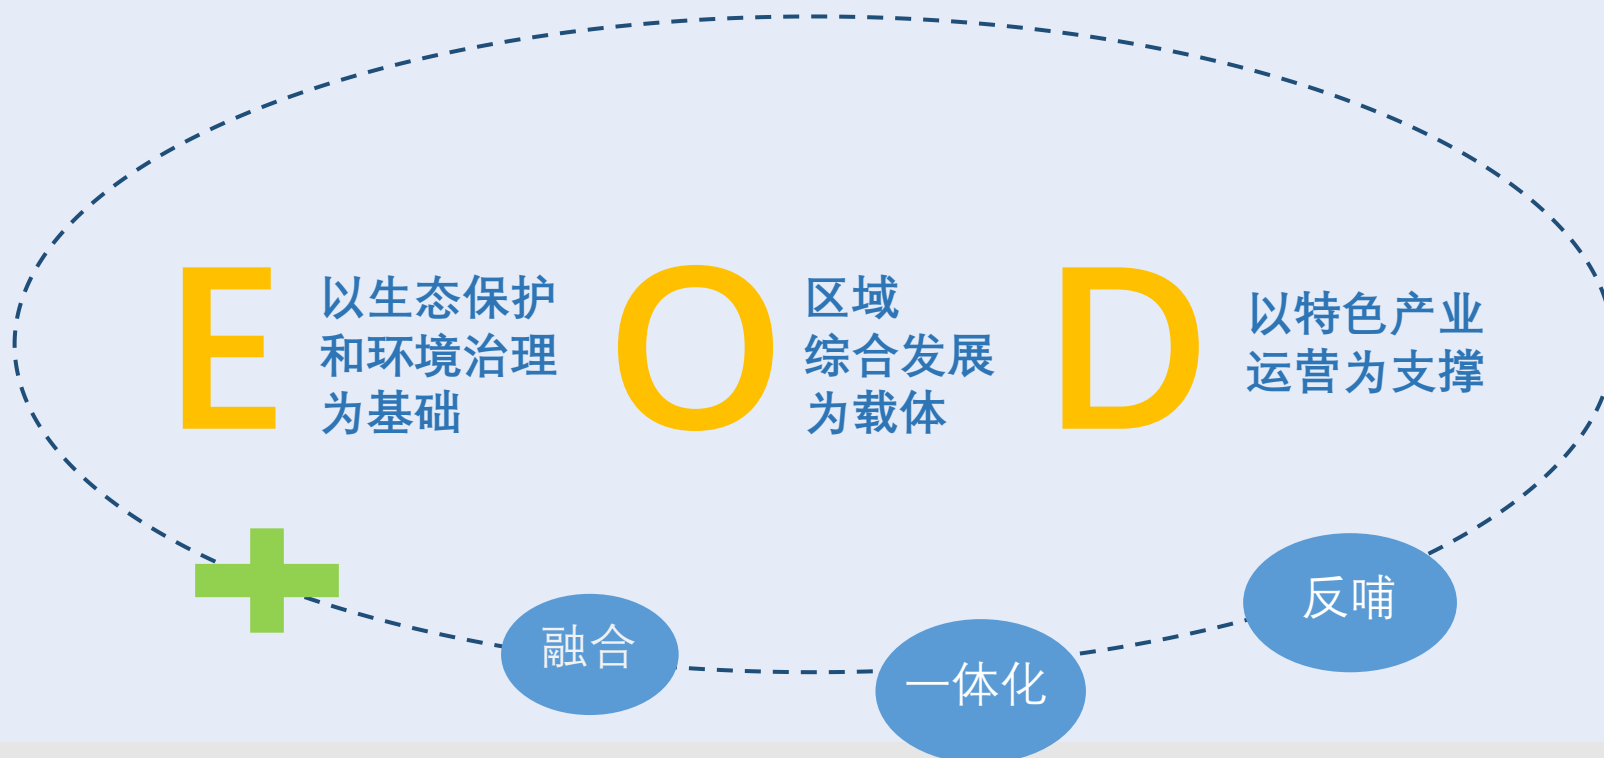 E
以生态保护
和环境治理
为基础
O
区域
综合发展
为载体
D
以特色产业
运营为支撑
融合
一体化
反哺